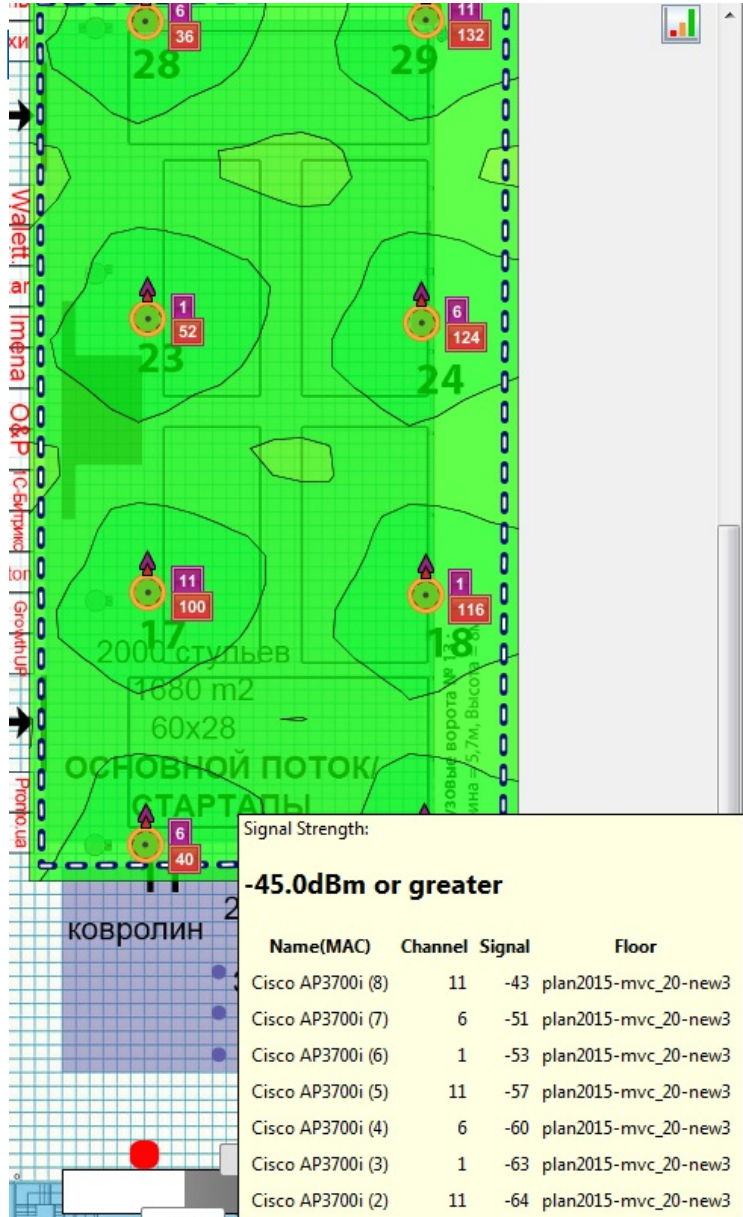 6
36
28
11
132
29
хи
Wallett.
Imena
O&P
1С-Битрикс
GrowthUP
Promo.ua
1
52
23
6
124
24
11
100
17
1
116
18
2000 стульев
1680 m2
60x28
ОСНОВНОЙ ПОТОК/
СТАРТАПЫ
6
40
ковролин
2
Signal Strength:
-45.0dBm or greater
Name(MAC) Channel Signal Floor
Cisco AP3700i (8) 11 -43 plan2015-mvc_20-new3
Cisco AP3700i (7) 6 -51 plan2015-mvc_20-new3
Cisco AP3700i (6) 1 -53 plan2015-mvc_20-new3
Cisco AP3700i (5) 11 -57 plan2015-mvc_20-new3
Cisco AP3700i (4) 6 -60 plan2015-mvc_20-new3
Cisco AP3700i (3) 1 -63 plan2015-mvc_20-new3
Cisco AP3700i (2) 11 -64 plan2015-mvc_20-new3